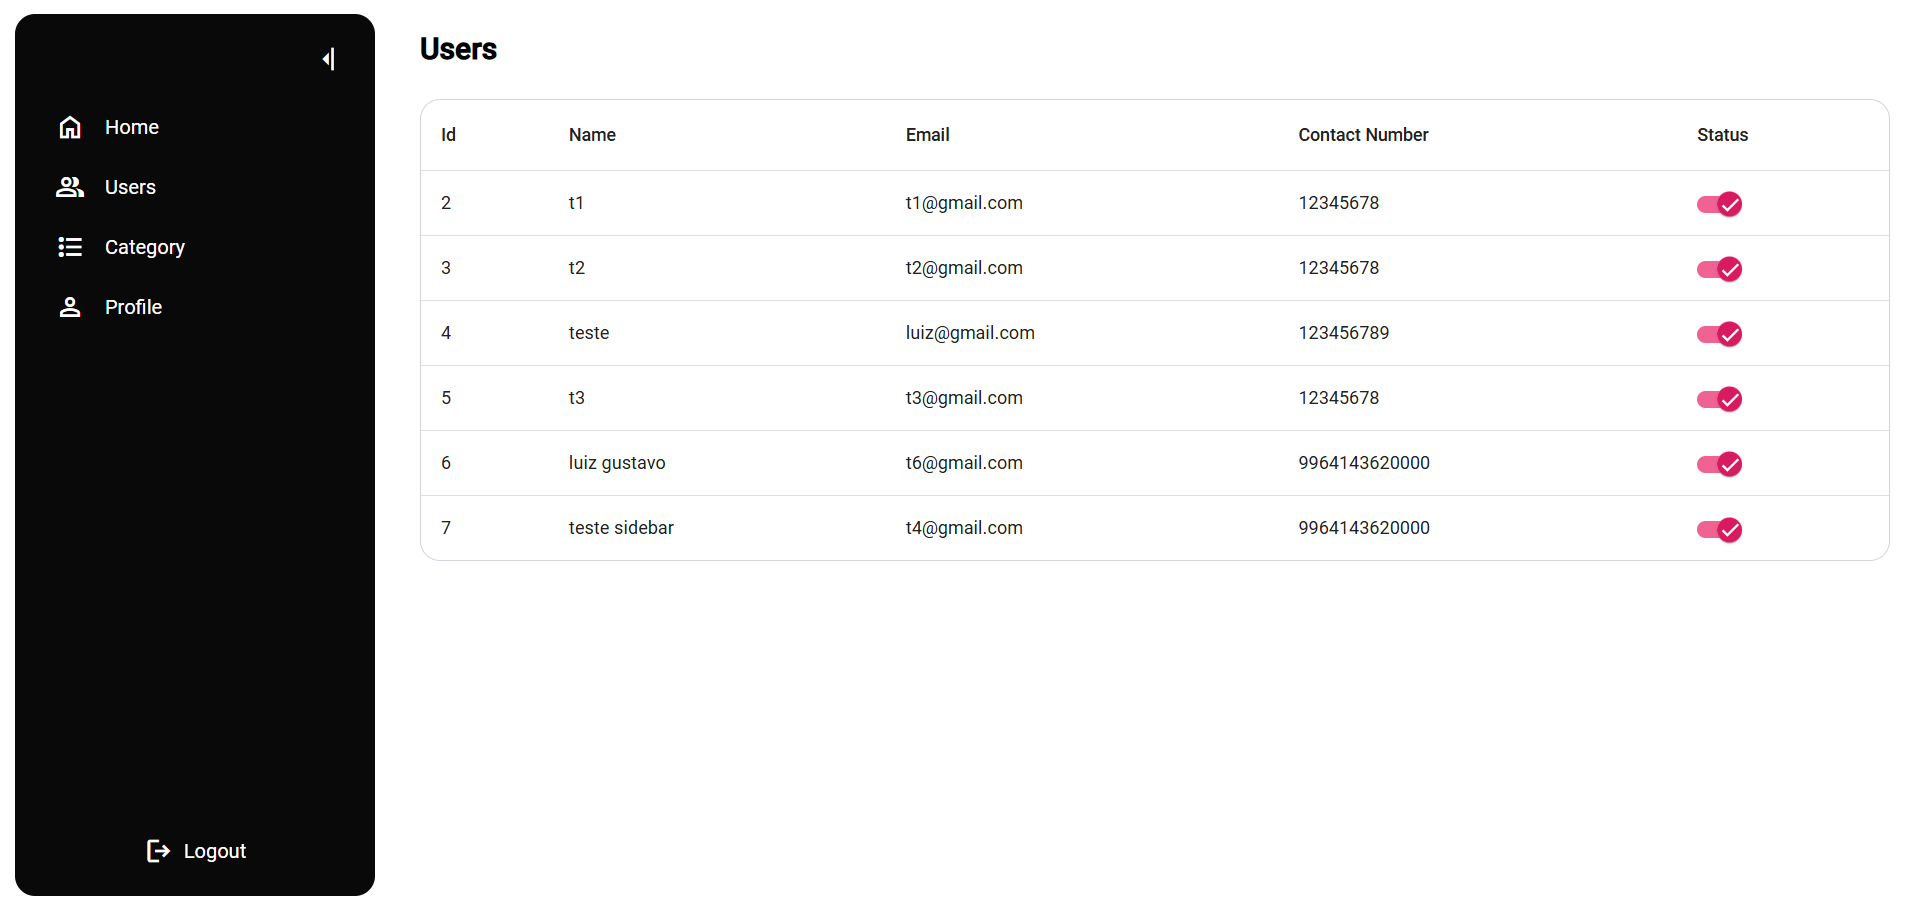 Home
Users
Category
Profile
Logout
Users
Id Name Email Contact Number Status
2 t1 t1@gmail.com 12345678
3 t2 t2@gmail.com 12345678
4 teste luiz@gmail.com 123456789
5 t3 t3@gmail.com 12345678
6 luiz gustavo t6@gmail.com 9964143620000
7 teste sidebar t4@gmail.com 9964143620000